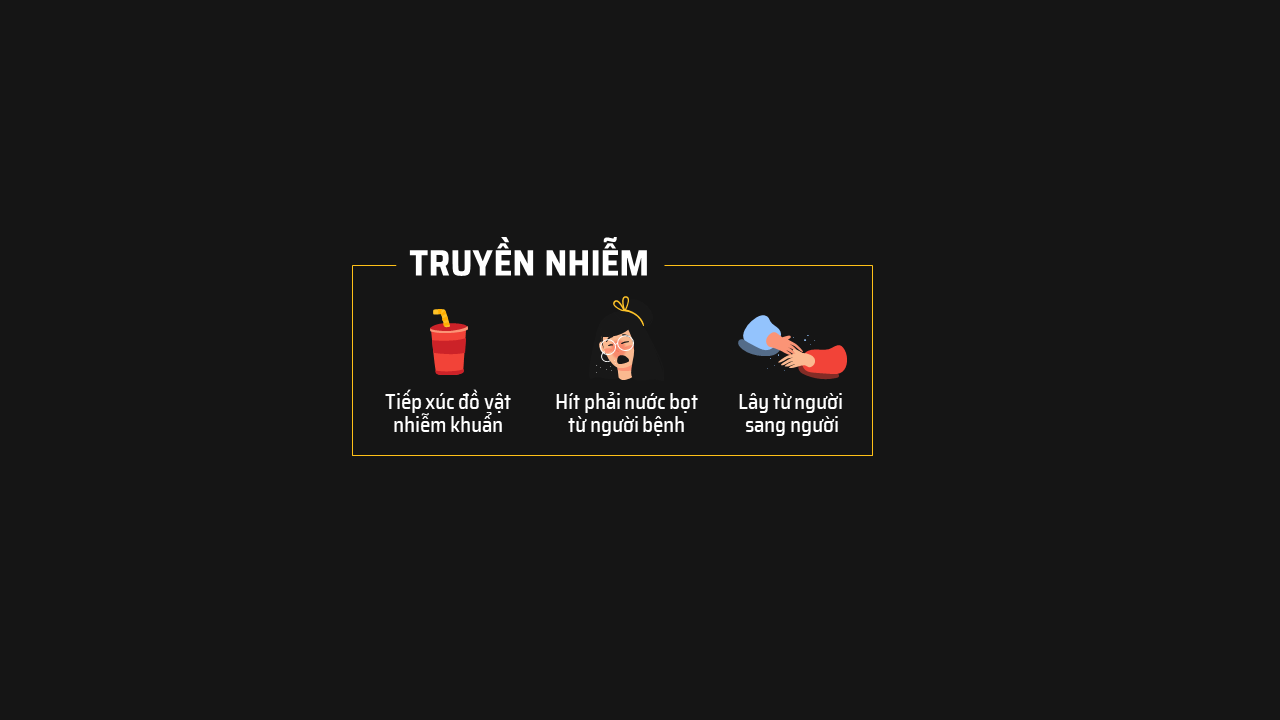 TRUYỀN NHIỄM
Tiếp xúc đồ vật
nhiễm khuẩn
Hít phải nước bọt
từ người bệnh
Lây từ người
sang người